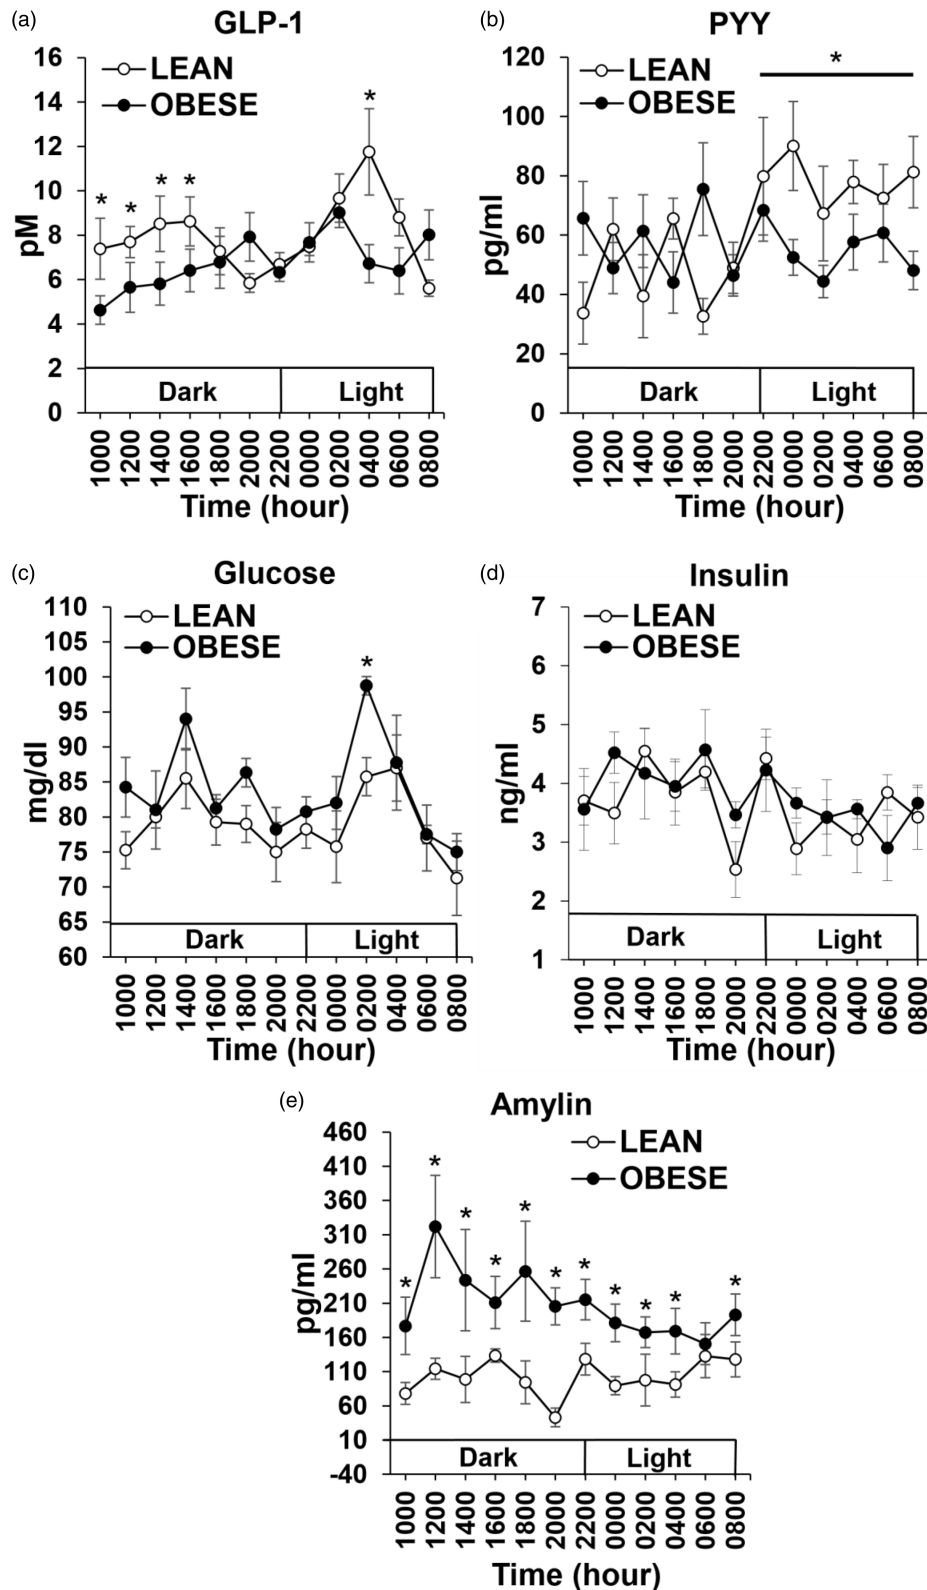 (a) GLP-1
16
14
12
10
8
6
4
2
0
pM
LEAN
OBESE
* * * * *
Dark Light
1000 1200 1400 1600 1800 2000 2200 0000 0200 0400 0600 0800
Time (hour)
(b) PYY
120
100
80
60
40
20
0
pg/ml
LEAN
OBESE
*
Dark Light
1000 1200 1400 1600 1800 2000 2200 0000 0200 0400 0600 0800
Time (hour)
(c) Glucose
110
105
100
95
90
85
80
75
70
65
60
mg/dl
LEAN
OBESE
*
Dark Light
1000 1200 1400 1600 1800 2000 2200 0000 0200 0400 0600 0800
Time (hour)
(d) Insulin
7
6
5
4
3
2
1
ng/ml
LEAN
OBESE
Dark Light
1000 1200 1400 1600 1800 2000 2200 0000 0200 0400 0600 0800
Time (hour)
(e) Amylin
460
410
360
310
260
210
160
110
60
10
-40
pg/ml
LEAN
OBESE
* * * * * * * * * * *
Dark Light
1000 1200 1400 1600 1800 2000 2200 0000 0200 0400 0600 0800
Time (hour)